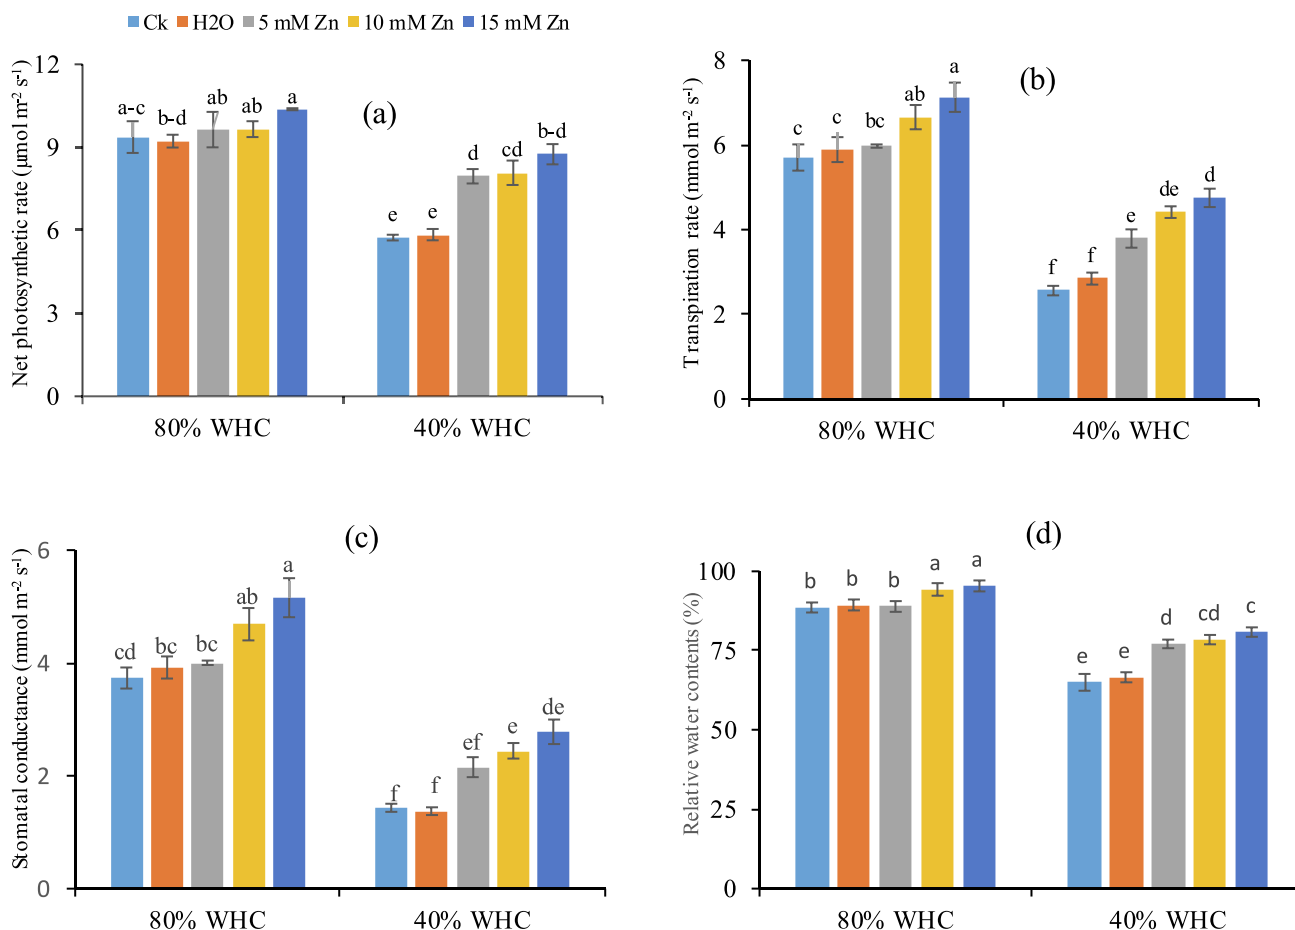 Ck H2O 5 mM Zn 10 mM Zn 15 mM Zn
(a)
Net photosynthetic rate (µmol m⁻² s⁻¹)
12
9
6
3
0
a-c b-d ab ab a
e e d cd b-d
80% WHC 40% WHC
(b)
Transpiration rate (mmol m⁻² s⁻¹)
8
6
4
2
0
c c bc ab a
f f e de d
80% WHC 40% WHC
(c)
Stomatal conductance (mmol m⁻² s⁻¹)
6
4
2
0
cd bc bc ab a
f f ef e de
80% WHC 40% WHC
(d)
Relative water contents (%)
100
75
50
25
0
b b b a a
e e d cd c
80% WHC 40% WHC